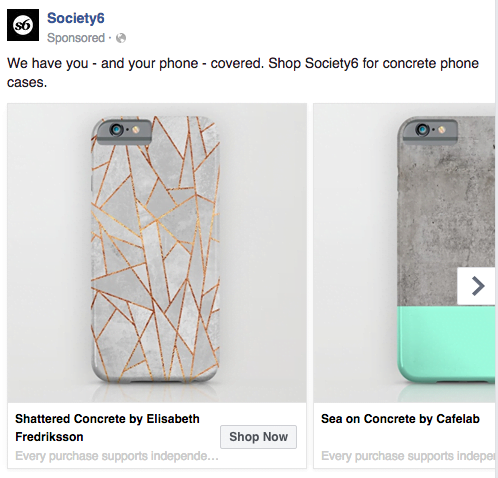 s6
Society6
Sponsored ·
We have you - and your phone - covered. Shop Society6 for concrete phone
cases.
Shattered Concrete by Elisabeth
Fredriksson
Shop Now
Every purchase supports independe...
Sea on Concrete by Cafelab
Every purchase supports indepe